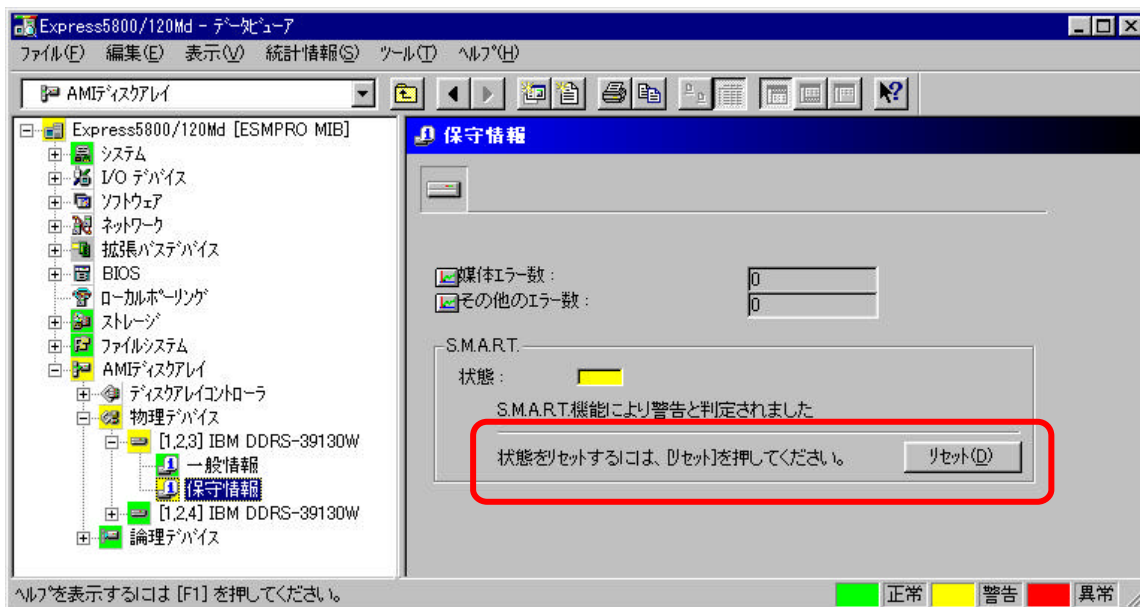 Express5800/120Md - ﾃﾞｰﾀﾋﾞｭｰｱ
ﾌｧｲﾙ(F) 編集(E) 表示(V) 統計情報(S) ﾂｰﾙ(T) ﾍﾙﾌﾟ(H)
AMIﾃﾞｨｽｸｱﾚｲ
Express5800/120Md [ESMPRO MIB]
ｼｽﾃﾑ
I/O ﾃﾞﾊﾞｲｽ
ｿﾌﾄｳｪｱ
ﾈｯﾄﾜｰｸ
拡張ﾊﾞｽﾃﾞﾊﾞｲｽ
BIOS
ﾛｰｶﾙﾎﾟｰﾘﾝｸﾞ
ｽﾄﾚｰｼﾞ
ﾌｧｲﾙｼｽﾃﾑ
AMIﾃﾞｨｽｸｱﾚｲ
ﾃﾞｨｽｸｱﾚｲｺﾝﾄﾛｰﾗ
物理ﾃﾞﾊﾞｲｽ
[1,2,3] IBM DDRS-39130W
一般情報
保守情報
[1,2,4] IBM DDRS-39130W
論理ﾃﾞﾊﾞｲｽ
保守情報
媒体ｴﾗｰ数 : 0
その他のｴﾗｰ数 : 0
S.M.A.R.T.
状態 :
S.M.A.R.T.機能により警告と判定されました
状態をﾘｾｯﾄするには、[ﾘｾｯﾄ]を押してください。 ﾘｾｯﾄ(D)
ﾍﾙﾌﾟを表示するには [F1] を押してください。 正常 警告 異常